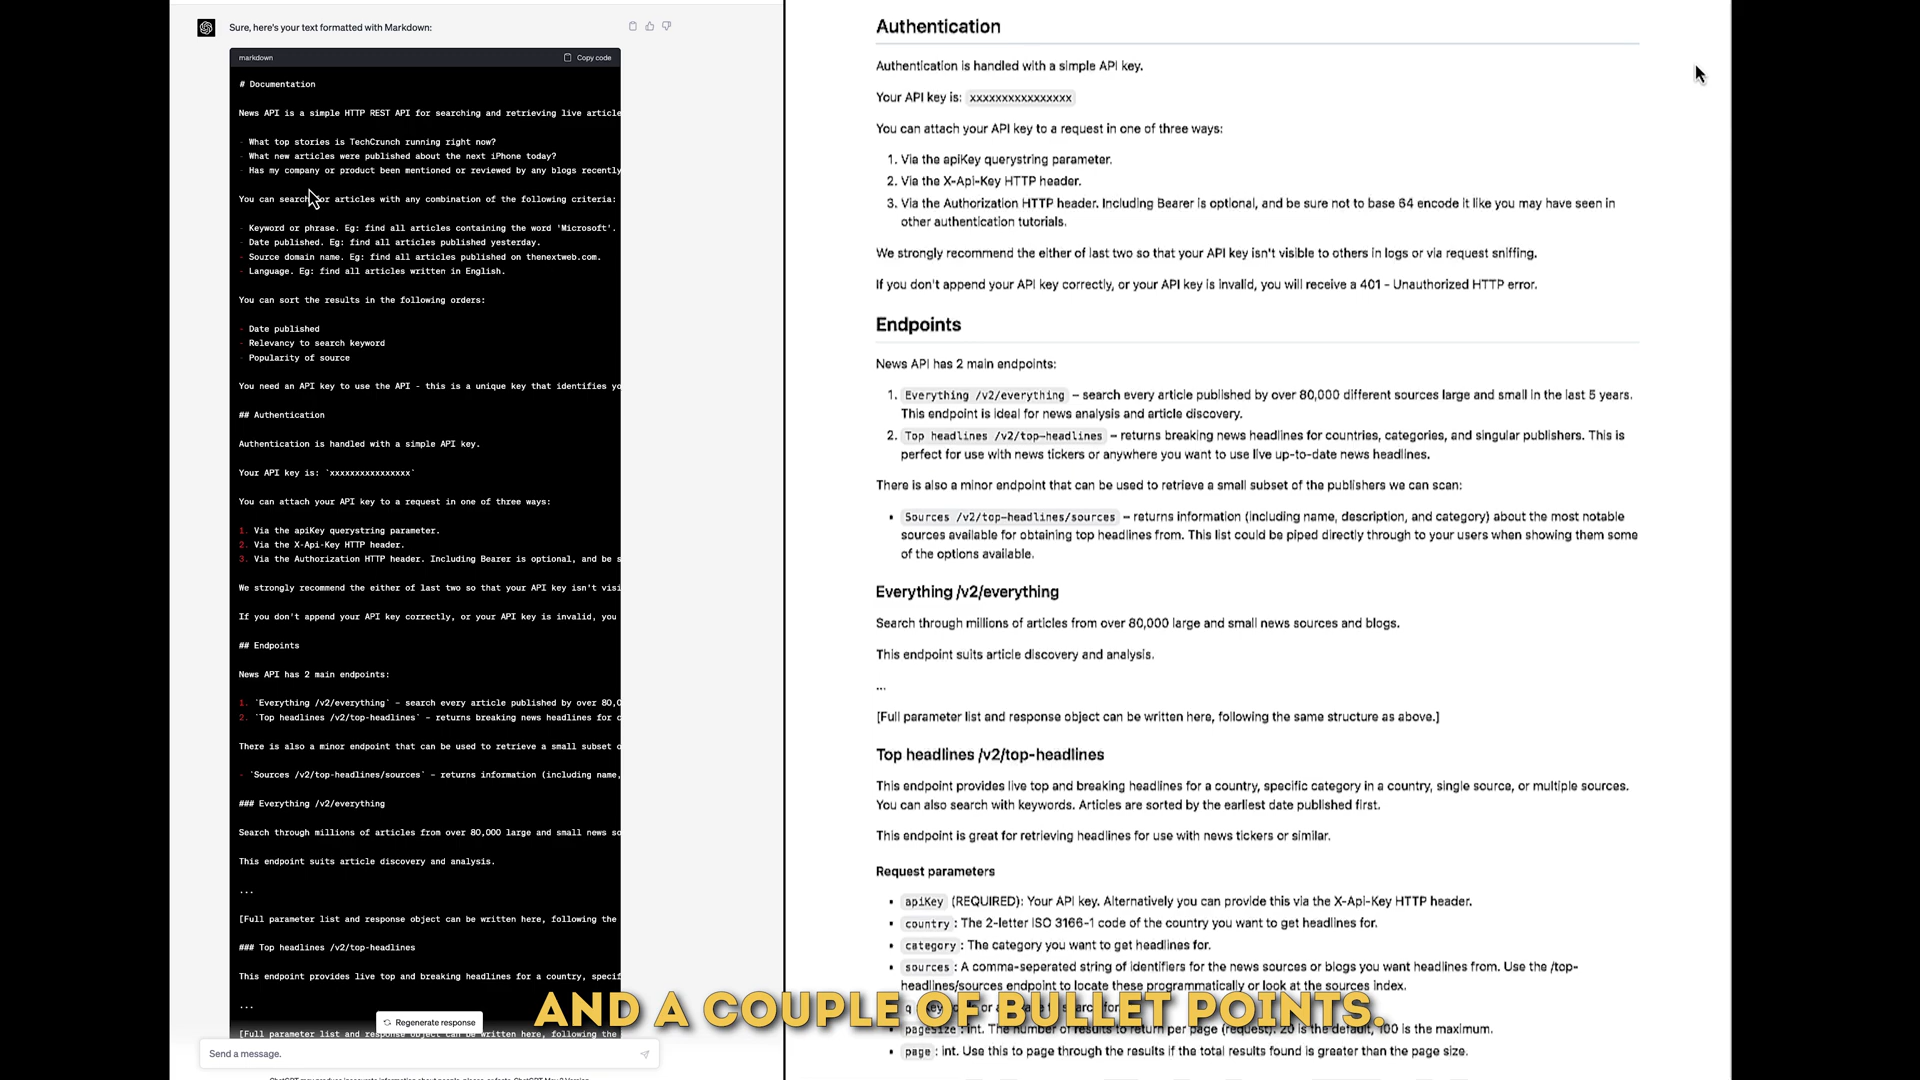 Sure, here's your text formatted with Markdown:
markdown
Copy code
# Documentation
News API is a simple HTTP REST API for searching and retrieving live article
- What top stories is TechCrunch running right now?
- What new articles were published about the next iPhone today?
- Has my company or product been mentioned or reviewed by any blogs recently
You can search for articles with any combination of the following criteria:
- Keyword or phrase. Eg: find all articles containing the word 'Microsoft'.
- Date published. Eg: find all articles published yesterday.
- Source domain name. Eg: find all articles published on thenextweb.com.
- Language. Eg: find all articles written in English.
You can sort the results in the following orders:
- Date published
- Relevancy to search keyword
- Popularity of source
You need an API key to use the API - this is a unique key that identifies yo
## Authentication
Authentication is handled with a simple API key.
Your API key is: `xxxxxxxxxxxxxxxx`
You can attach your API key to a request in one of three ways:
1. Via the apiKey querystring parameter.
2. Via the X-Api-Key HTTP header.
3. Via the Authorization HTTP header. Including Bearer is optional, and be s
We strongly recommend the either of last two so that your API key isn't visi
If you don't append your API key correctly, or your API key is invalid, you
## Endpoints
News API has 2 main endpoints:
1. `Everything /v2/everything` – search every article published by over 80,0
2. `Top headlines /v2/top-headlines` – returns breaking news headlines for c
There is also a minor endpoint that can be used to retrieve a small subset o
- `Sources /v2/top-headlines/sources` – returns information (including name,
### Everything /v2/everything
Search through millions of articles from over 80,000 large and small news so
This endpoint suits article discovery and analysis.
...
[Full parameter list and response object can be written here, following the
### Top headlines /v2/top-headlines
This endpoint provides live top and breaking headlines for a country, specif
...
[Full parameter list and response object can be written here, following the
Regenerate response
Send a message.
Authentication
Authentication is handled with a simple API key.
Your API key is: xxxxxxxxxxxxxxxx
You can attach your API key to a request in one of three ways:
1. Via the apiKey querystring parameter.
2. Via the X-Api-Key HTTP header.
3. Via the Authorization HTTP header. Including Bearer is optional, and be sure not to base 64 encode it like you may have seen in
other authentication tutorials.
We strongly recommend the either of last two so that your API key isn't visible to others in logs or via request sniffing.
If you don't append your API key correctly, or your API key is invalid, you will receive a 401 - Unauthorized HTTP error.
Endpoints
News API has 2 main endpoints:
1. Everything /v2/everything – search every article published by over 80,000 different sources large and small in the last 5 years.
This endpoint is ideal for news analysis and article discovery.
2. Top headlines /v2/top-headlines – returns breaking news headlines for countries, categories, and singular publishers. This is
perfect for use with news tickers or anywhere you want to use live up-to-date news headlines.
There is also a minor endpoint that can be used to retrieve a small subset of the publishers we can scan:
• Sources /v2/top-headlines/sources – returns information (including name, description, and category) about the most notable
sources available for obtaining top headlines from. This list could be piped directly through to your users when showing them some
of the options available.
Everything /v2/everything
Search through millions of articles from over 80,000 large and small news sources and blogs.
This endpoint suits article discovery and analysis.
...
[Full parameter list and response object can be written here, following the same structure as above.]
Top headlines /v2/top-headlines
This endpoint provides live top and breaking headlines for a country, specific category in a country, single source, or multiple sources.
You can also search with keywords. Articles are sorted by the earliest date published first.
This endpoint is great for retrieving headlines for use with news tickers or similar.
Request parameters
• apiKey (REQUIRED): Your API key. Alternatively you can provide this via the X-Api-Key HTTP header.
• country : The 2-letter ISO 3166-1 code of the country you want to get headlines for.
• category : The category you want to get headlines for.
• sources : A comma-seperated string of identifiers for the news sources or blogs you want headlines from. Use the /top-
headlines/sources endpoint to locate these programmatically or look at the sources index.
AND A COUPLE OF BULLET POINTS.
• pageSize : int. The number of results to return per page (request). 20 is the default, 100 is the maximum.
• page : int. Use this to page through the results if the total results found is greater than the page size.